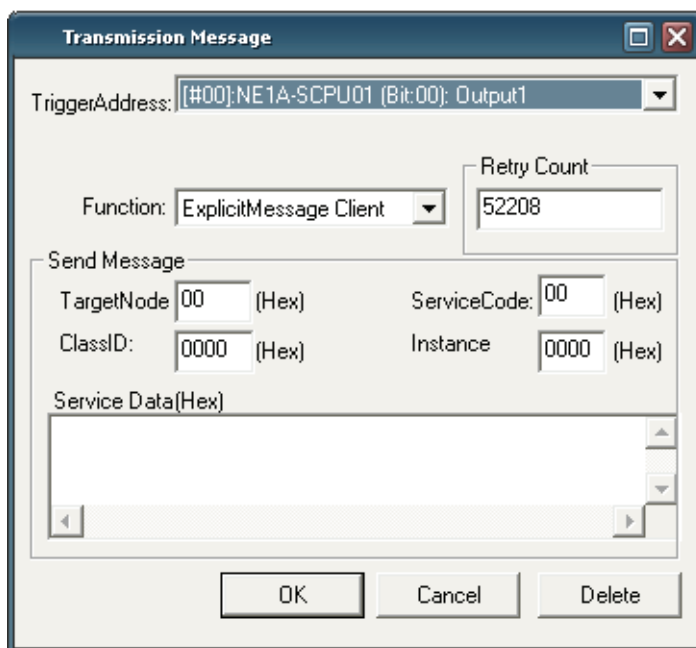 Transmission Message
TriggerAddress: [#00]:NE1A-SCPU01 (Bit:00): Output1
Retry Count
Function: ExplicitMessage Client 52208
Send Message
TargetNode 00 (Hex) ServiceCode: 00 (Hex)
ClassID: 0000 (Hex) Instance 0000 (Hex)
Service Data(Hex)
OK Cancel Delete